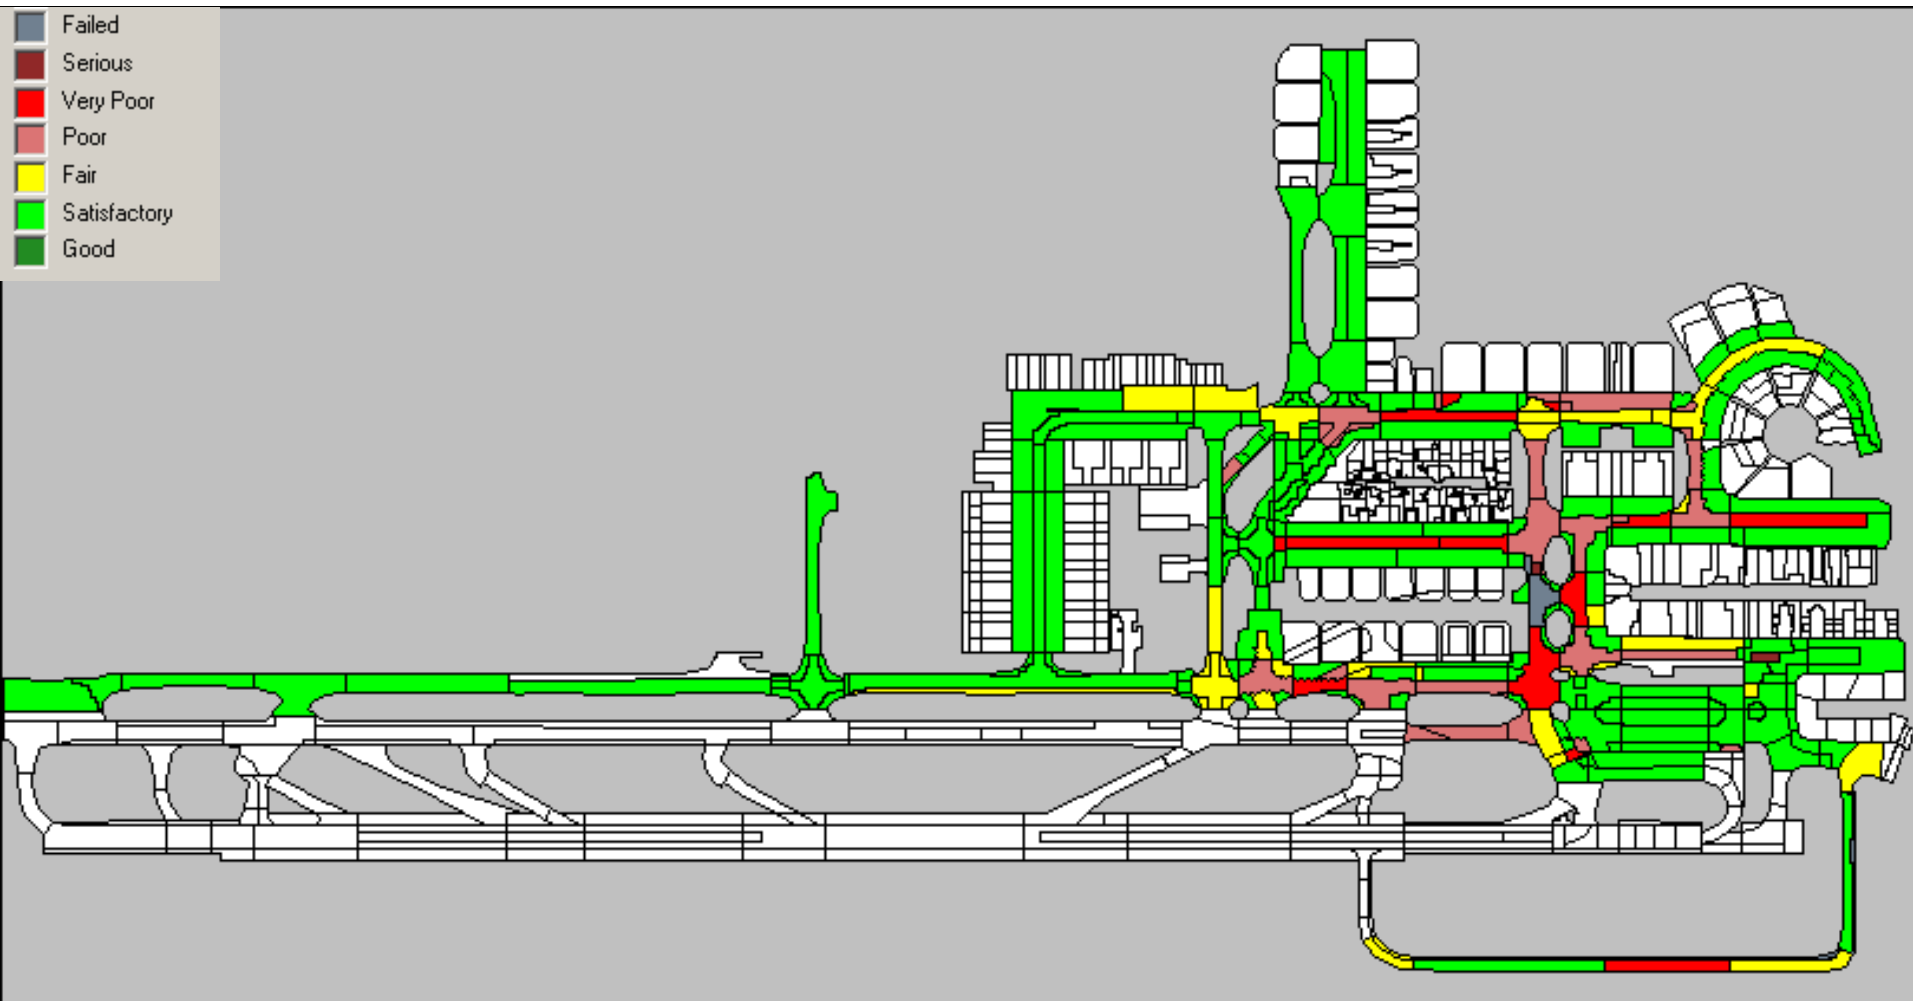 Failed
Serious
Very Poor
Poor
Fair
Satisfactory
Good